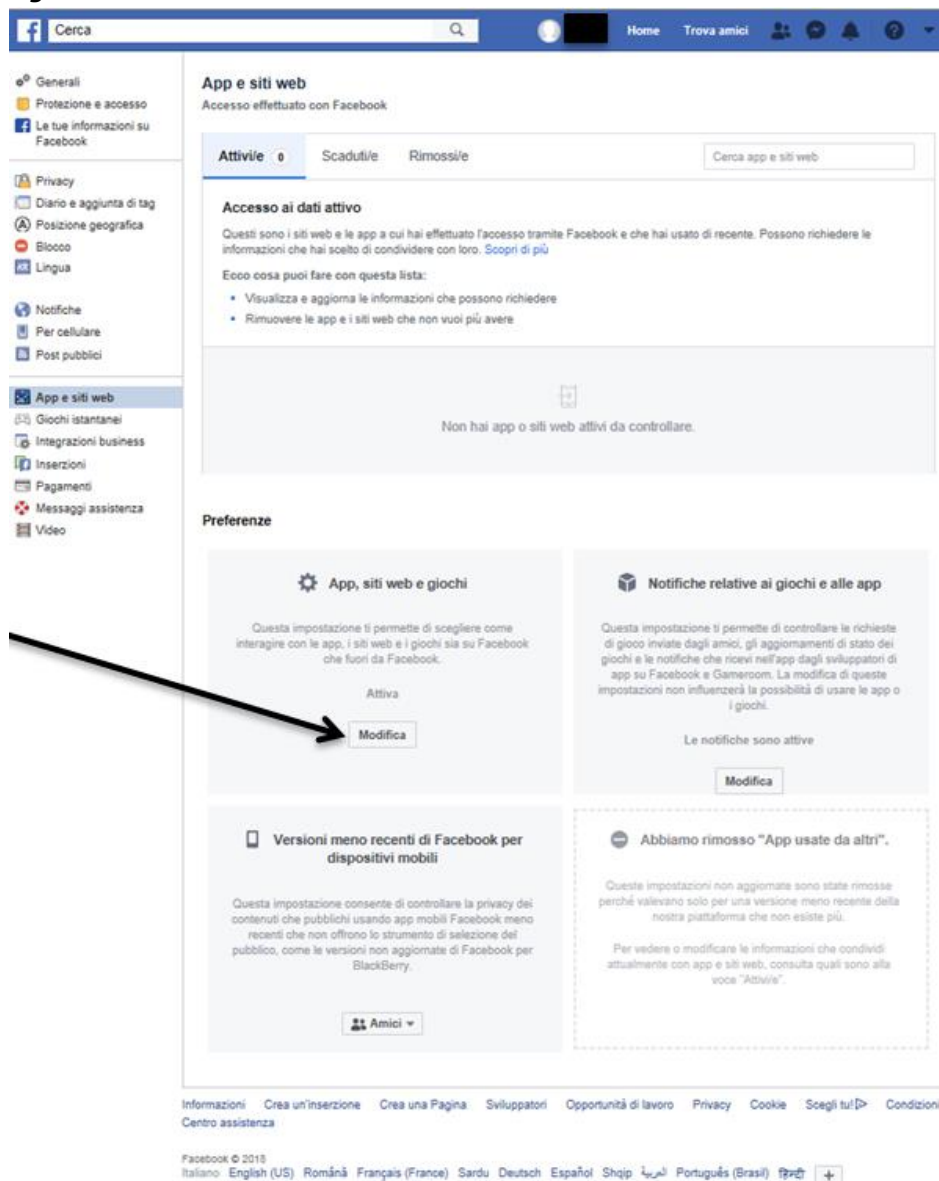 Cerca
Home Trova amici
Generali
Protezione e accesso
Le tue informazioni su
Facebook
Privacy
Diario e aggiunta di tag
Posizione geografica
Blocco
Lingua
Notifiche
Per cellulare
Post pubblici
App e siti web
Giochi istantanei
Integrazioni business
Inserzioni
Pagamenti
Messaggi assistenza
Video
App e siti web
Accesso effettuato con Facebook
Attivi/e 0 Scaduti/e Rimossi/e Cerca app e siti web
Accesso ai dati attivo
Questi sono i siti web e le app a cui hai effettuato l'accesso tramite Facebook e che hai usato di recente. Possono richiedere le
informazioni che hai scelto di condividere con loro. Scopri di più
Ecco cosa puoi fare con questa lista:
• Visualizza e aggiorna le informazioni che possono richiedere
• Rimuovere le app e i siti web che non vuoi più avere
Non hai app o siti web attivi da controllare.
Preferenze
App, siti web e giochi
Questa impostazione ti permette di scegliere come
interagire con le app, i siti web e i giochi sia su Facebook
che fuori da Facebook.
Attiva
Modifica
Notifiche relative ai giochi e alle app
Questa impostazione ti permette di controllare le richieste
di gioco inviate dagli amici, gli aggiornamenti di stato dei
giochi e le notifiche che ricevi nell'app dagli sviluppatori di
app su Facebook e Gameroom. La modifica di queste
impostazioni non influenzerà la possibilità di usare le app o
i giochi.
Le notifiche sono attive
Modifica
Versioni meno recenti di Facebook per
dispositivi mobili
Questa impostazione consente di controllare la privacy dei
contenuti che pubblichi usando app mobili Facebook meno
recenti che non offrono lo strumento di selezione del
pubblico, come le versioni non aggiornate di Facebook per
BlackBerry.
Amici
Abbiamo rimosso "App usate da altri".
Queste impostazioni non aggiornate sono state rimosse
perché valevano solo per una versione meno recente della
nostra piattaforma che non esiste più.
Per vedere o modificare le informazioni che condividi
attualmente con app e siti web, consulta quali sono alla
voce "Attivi/e".
Informazioni Crea un'inserzione Crea una Pagina Sviluppatori Opportunità di lavoro Privacy Cookie Scegli tu! Condizioni
Centro assistenza
Facebook © 2018
Italiano English (US) Română Français (France) Sardu Deutsch Español Shqip العربية Português (Brasil) हिन्दी +